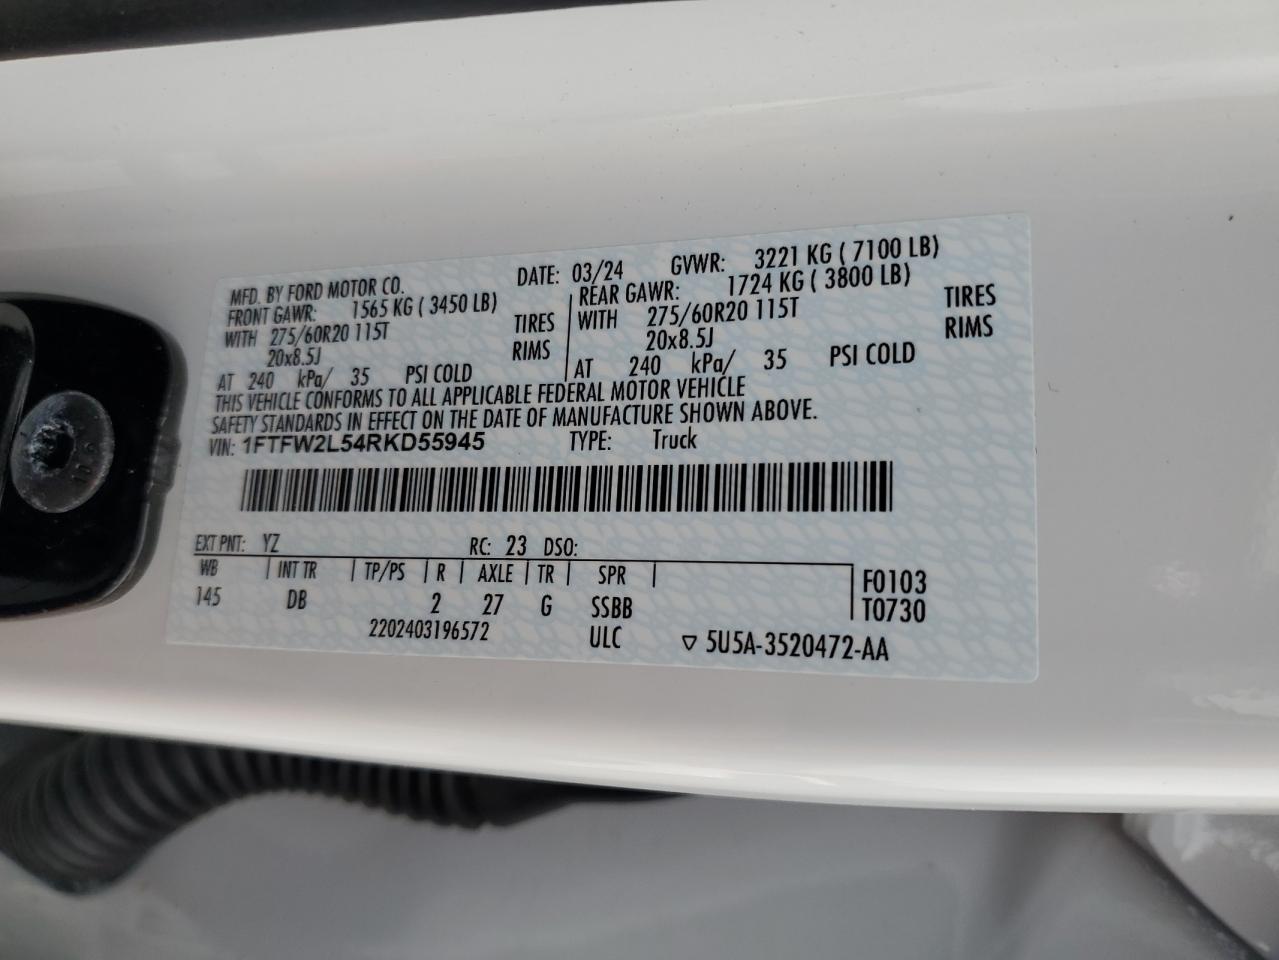 MFD. BY FORD MOTOR CO. DATE: 03/24 GVWR: 3221 KG ( 7100 LB)
FRONT GAWR: 1565 KG ( 3450 LB) REAR GAWR: 1724 KG ( 3800 LB)
WITH 275/60R20 115T TIRES WITH 275/60R20 115T TIRES
20x8.5J RIMS 20x8.5J RIMS
AT 240 kPa/ 35 PSI COLD AT 240 kPa/ 35 PSI COLD
THIS VEHICLE CONFORMS TO ALL APPLICABLE FEDERAL MOTOR VEHICLE
SAFETY STANDARDS IN EFFECT ON THE DATE OF MANUFACTURE SHOWN ABOVE.
VIN: 1FTFW2L54RKD55945 TYPE: Truck
EXT PNT: YZ RC: 23 DSO:
WB INT TR TP/PS R AXLE TR SPR F0103
145 DB 2 27 G SSBB T0730
2202403196572 ULC ▽ 5U5A-3520472-AA